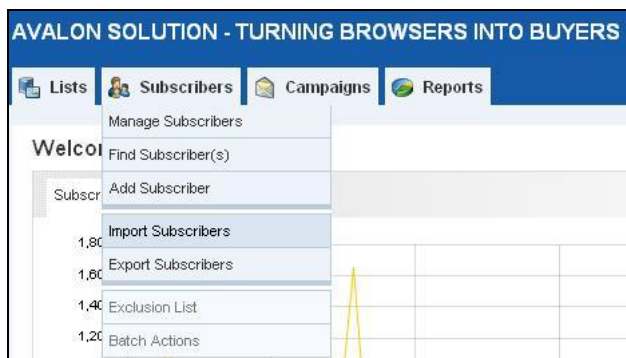 AVALON SOLUTION - TURNING BROWSERS INTO BUYERS
Lists Subscribers Campaigns Reports
Manage Subscribers
Find Subscriber(s)
Add Subscriber
Import Subscribers
Export Subscribers
Exclusion List
Batch Actions